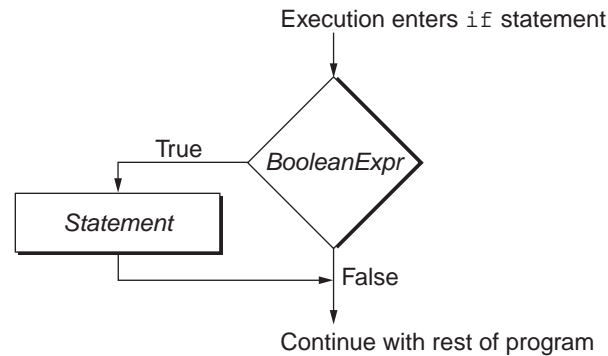 Execution enters if statement
True
BooleanExpr
Statement
False
Continue with rest of program